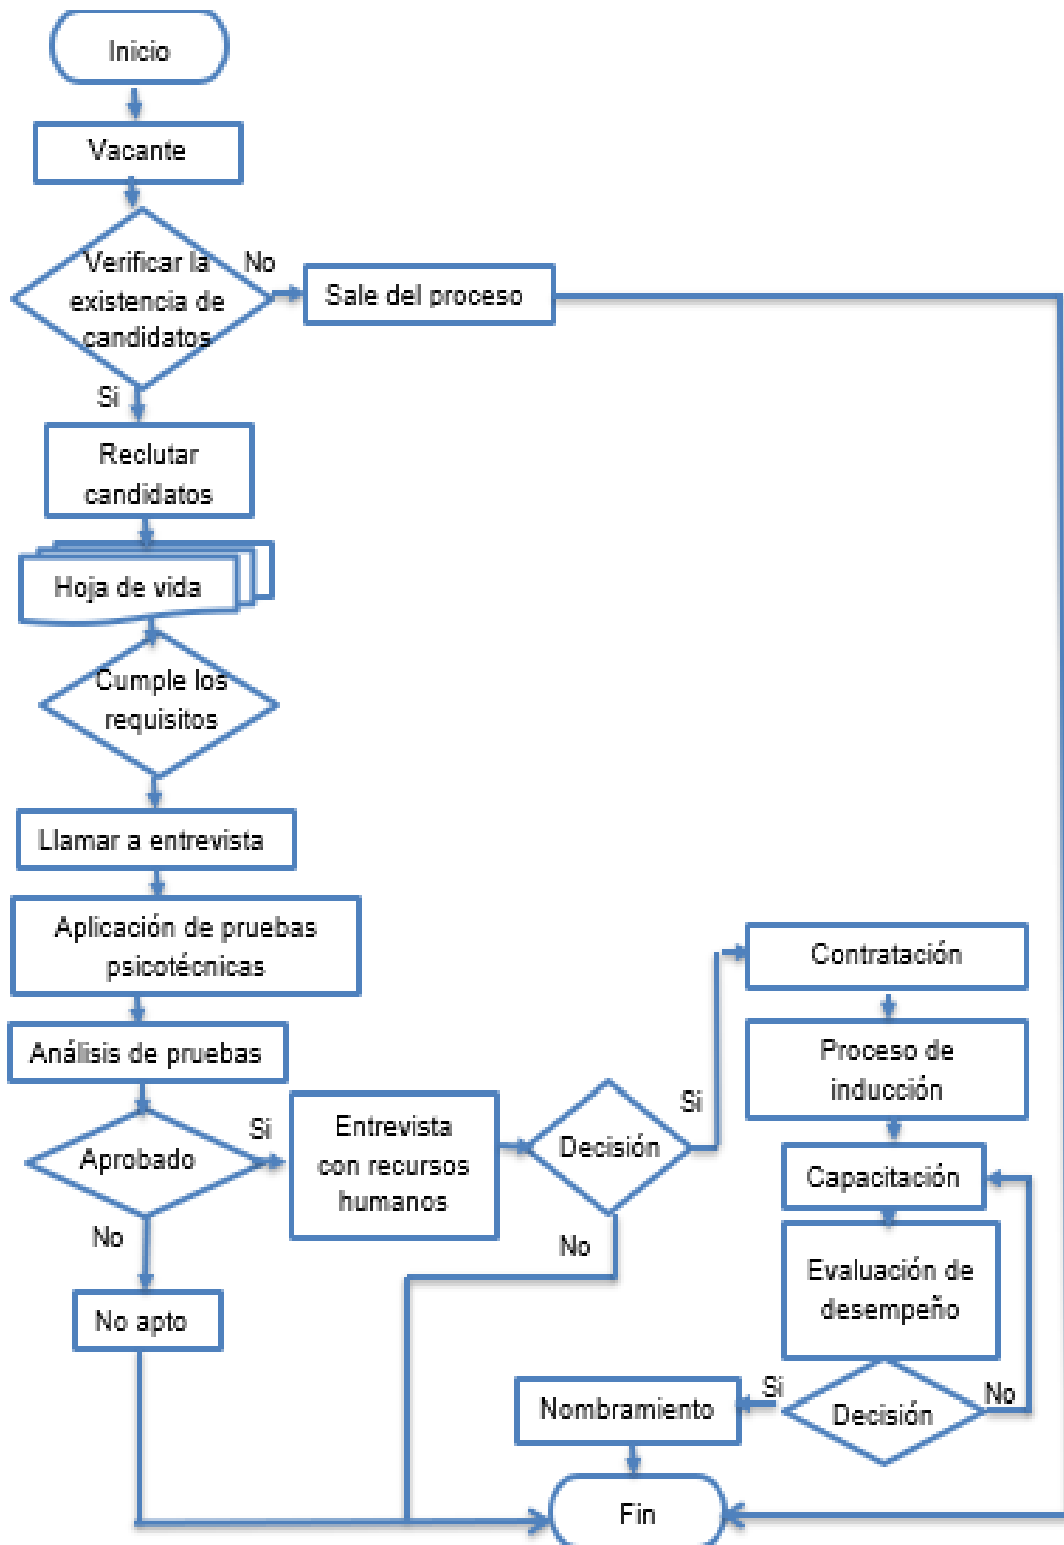 Inicio
Vacante
Verificar la
existencia de
candidatos
No
Sale del proceso
Si
Reclutar
candidatos
Hoja de vida
Cumple los
requisitos
Llamar a entrevista
Aplicación de pruebas
psicotécnicas
Análisis de pruebas
Aprobado
Si
No
No apto
Entrevista
con recursos
humanos
Decisión
Si
No
Contratación
Proceso de
inducción
Capacitación
Evaluación de
desempeño
Decisión
Si
No
Nombramiento
Fin